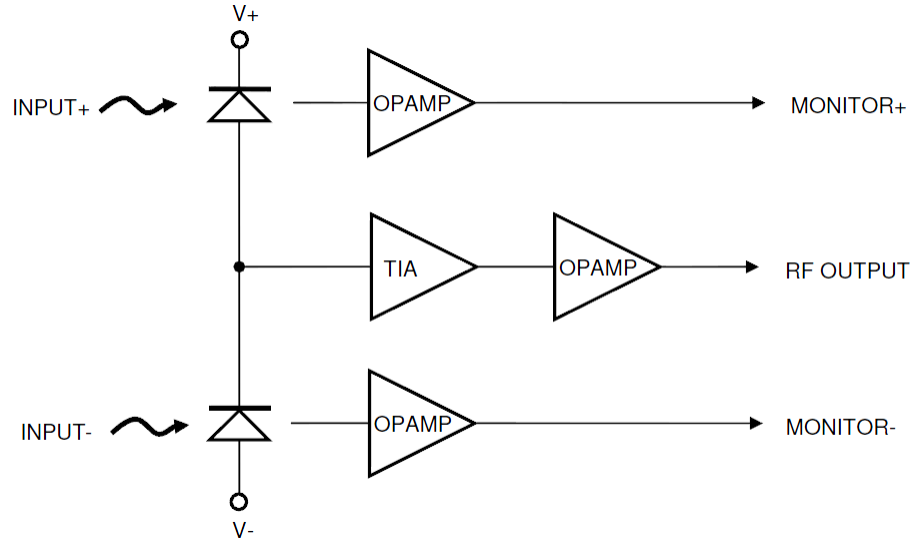 V+
INPUT+
OPAMP
MONITOR+
TIA
OPAMP
RF OUTPUT
INPUT-
OPAMP
MONITOR-
V-